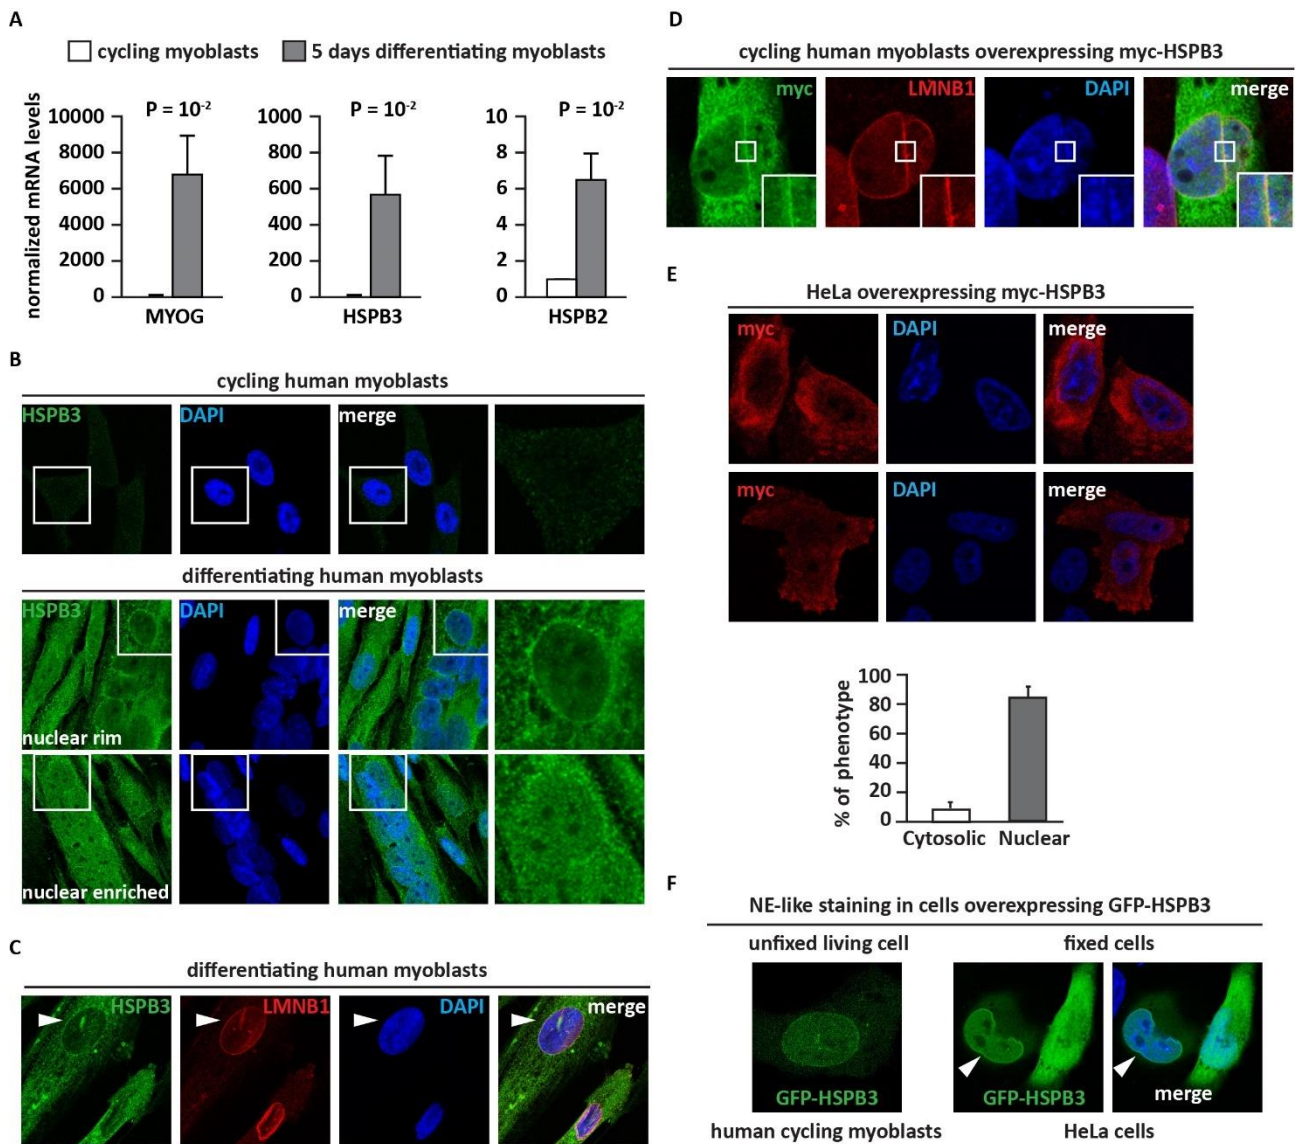 A
cycling myoblasts 5 days differentiating myoblasts
normalized mRNA levels
P = 10⁻² P = 10⁻² P = 10⁻²
10000 1000 10
8000 800 8
6000 600 6
4000 400 4
2000 200 2
0 0 0
MYOG HSPB3 HSPB2
B
cycling human myoblasts
HSPB3 DAPI merge
differentiating human myoblasts
HSPB3 DAPI merge
nuclear rim
nuclear enriched
C
differentiating human myoblasts
HSPB3 LMNB1 DAPI merge
D
cycling human myoblasts overexpressing myc-HSPB3
myc LMNB1 DAPI merge
E
HeLa overexpressing myc-HSPB3
myc DAPI merge
myc DAPI merge
% of phenotype
100
80
60
40
20
0
Cytosolic Nuclear
F
NE-like staining in cells overexpressing GFP-HSPB3
unfixed living cell fixed cells
GFP-HSPB3 GFP-HSPB3 merge
human cycling myoblasts HeLa cells